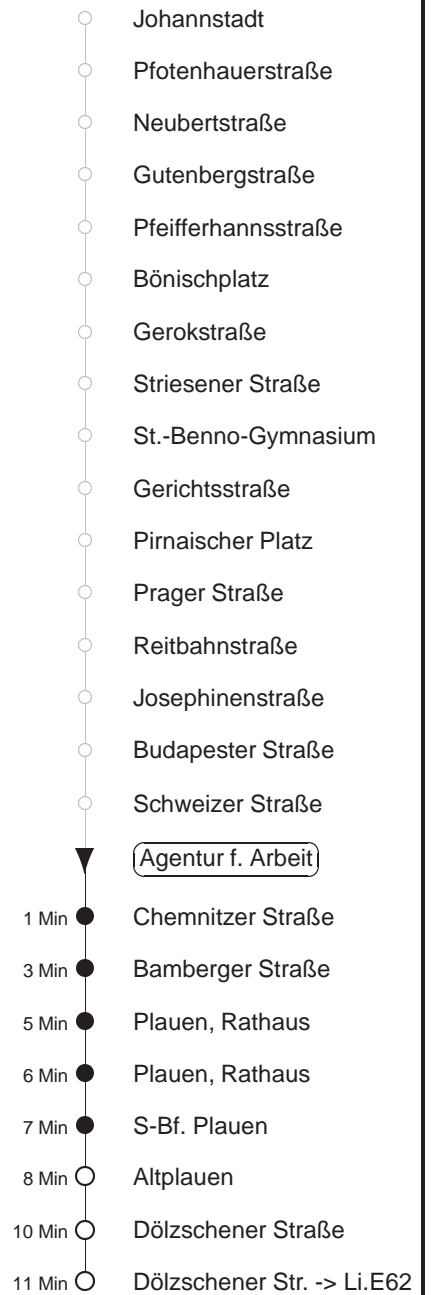 Johannstadt
Pfotenhauerstraße
Neubertstraße
Gutenbergstraße
Pfeifferhannsstraße
Bönischplatz
Gerokstraße
Striesener Straße
St.-Benno-Gymnasium
Gerichtsstraße
Pirnaischer Platz
Prager Straße
Reitbahnstraße
Josephinenstraße
Budapester Straße
Schweizer Straße
Agentur f. Arbeit
1 Min Chemnitzer Straße
3 Min Bamberger Straße
5 Min Plauen, Rathaus
6 Min Plauen, Rathaus
7 Min S-Bf. Plauen
8 Min Altplauen
10 Min Dölzschener Straße
11 Min Dölzschener Str. -> Li.E62